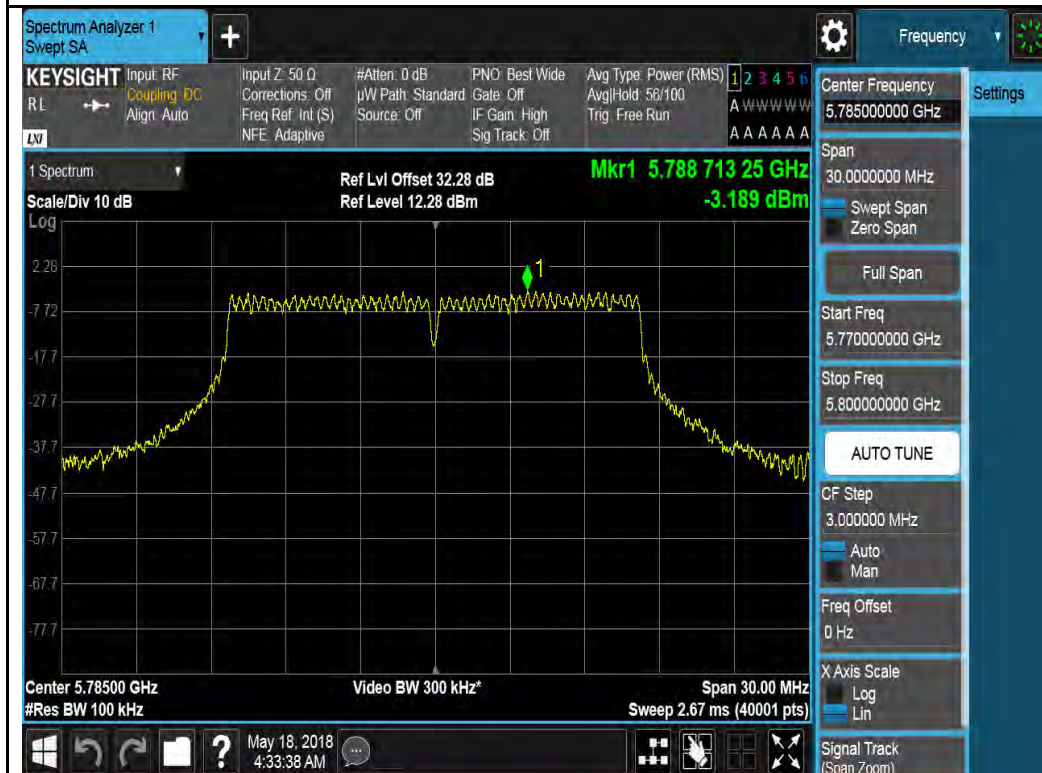 Spectrum Analyzer 1
Swept SA
+
Frequency
KEYSIGHT
R L
LXI
Input: RF
Coupling: DC
Align: Auto
Input Z: 50 Ω
Corrections: Off
Freq Ref: Int (S)
NFE: Adaptive
#Atten: 0 dB
µW Path: Standard
Source: Off
PNO: Best Wide
Gate: Off
IF Gain: High
Sig Track: Off
Avg Type: Power (RMS)
Avg|Hold: 56/100
Trig: Free Run
1 2 3 4 5 6
A W W W W W
A A A A A A
1 Spectrum
Scale/Div 10 dB
Log
Ref Lvl Offset 32.28 dB
Ref Level 12.28 dBm
Mkr1 5.788 713 25 GHz
-3.189 dBm
1
2.28
-7.72
-17.7
-27.7
-37.7
-47.7
-57.7
-67.7
-77.7
Center 5.78500 GHz
#Res BW 100 kHz
Video BW 300 kHz*
Span 30.00 MHz
Sweep 2.67 ms (40001 pts)
?
May 18, 2018
4:33:38 AM
Center Frequency
5.785000000 GHz
Span
30.0000000 MHz
Swept Span
Zero Span
Full Span
Start Freq
5.770000000 GHz
Stop Freq
5.800000000 GHz
AUTO TUNE
CF Step
3.000000 MHz
Auto
Man
Freq Offset
0 Hz
X Axis Scale
Log
Lin
Signal Track
(Span Zoom)
Settings